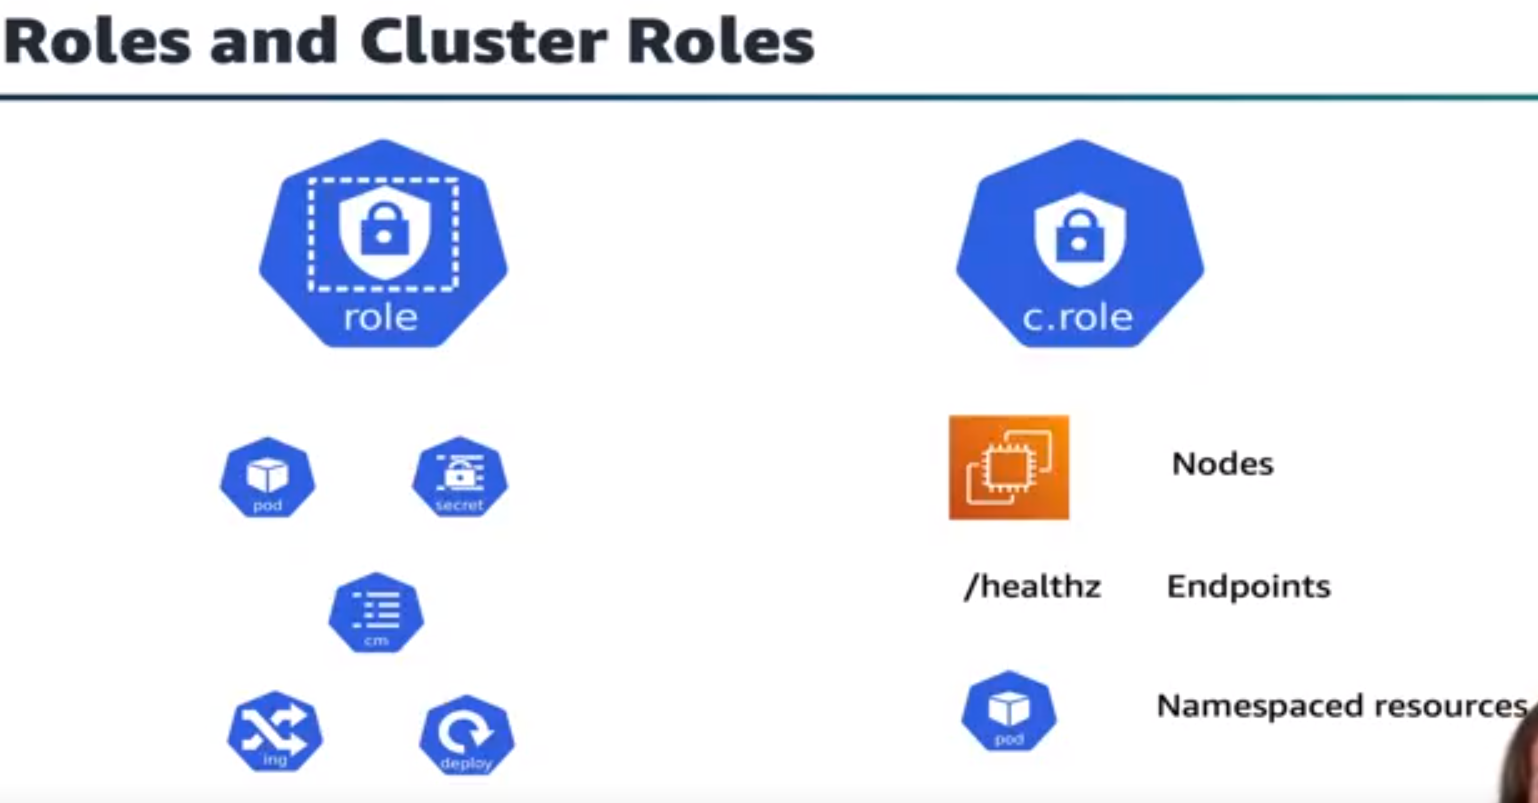 Roles and Cluster Roles
role
c.role
pod
secret
cm
ing
deploy
Nodes
/healthz Endpoints
pod
Namespaced resources